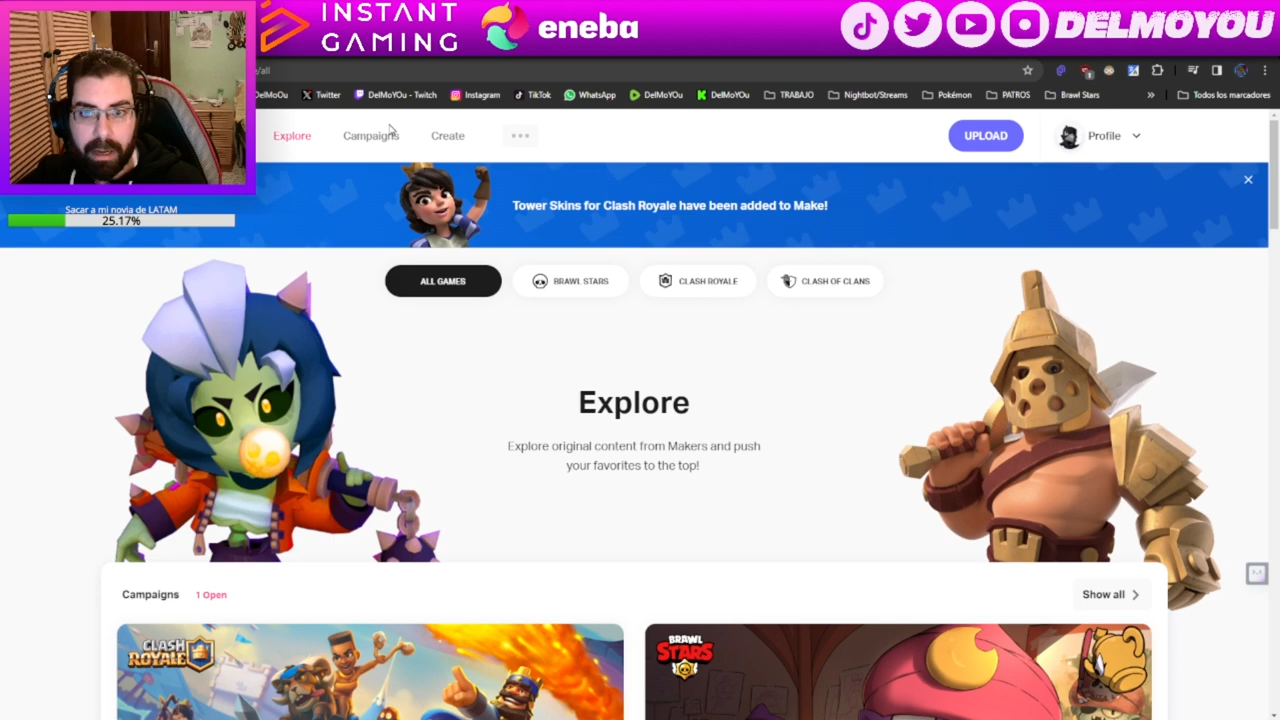 INSTANT
GAMING
eneba
DELMOYOU
e/all
DelMoOu
Twitter
DelMoYOu - Twitch
Instagram
TikTok
WhatsApp
DelMoYOu
DelMoYOu
TRABAJO
Nightbot/Streams
Pokémon
PATROS
Brawl Stars
»
Todos los marcadores
Explore
Campaigns
Create
UPLOAD
Profile
Sacar a mi novia de LATAM
25.17%
Tower Skins for Clash Royale have been added to Make!
ALL GAMES
BRAWL STARS
CLASH ROYALE
CLASH OF CLANS
Explore
Explore original content from Makers and push
your favorites to the top!
Campaigns
1 Open
Show all
CLASH
ROYALE
BRAWL
STARS